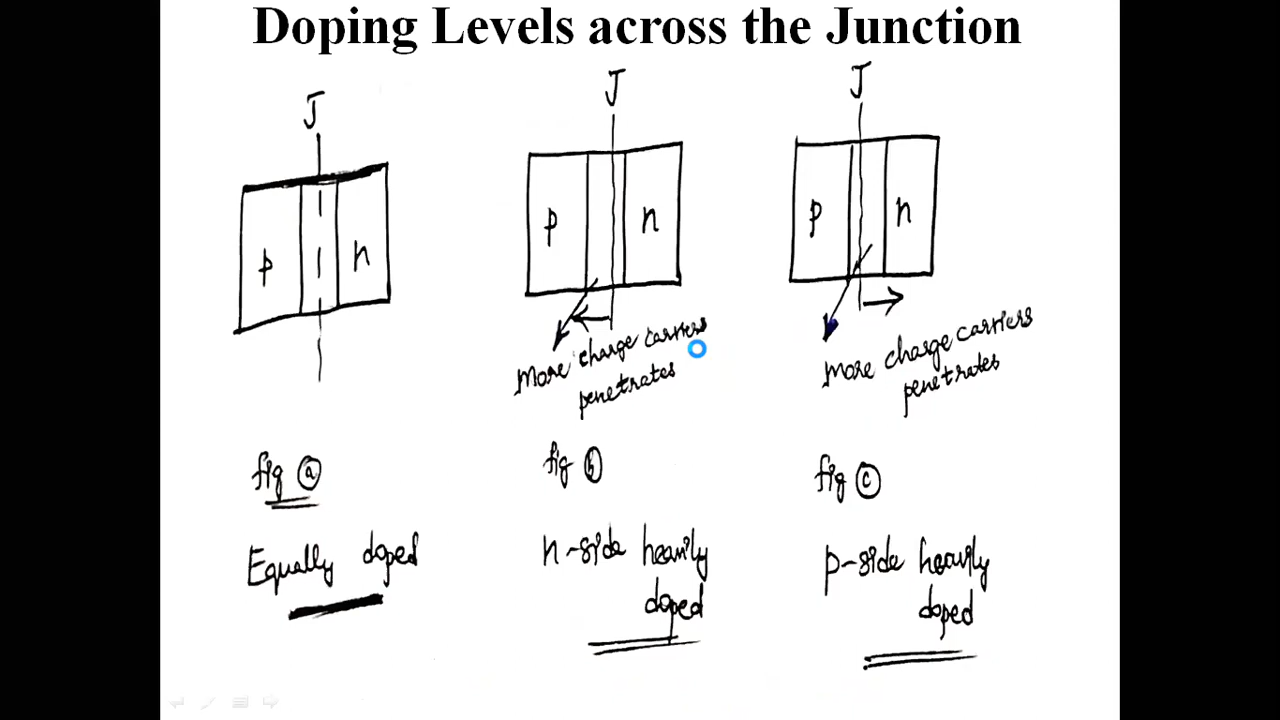 Doping Levels across the Junction
J
p
n
J
p
n
More charge carriers
penetrates
J
p
n
More charge carriers
penetrates
fig (a)
Equally doped
fig (b)
n-side heavily
doped
fig (c)
p-side heavily
doped